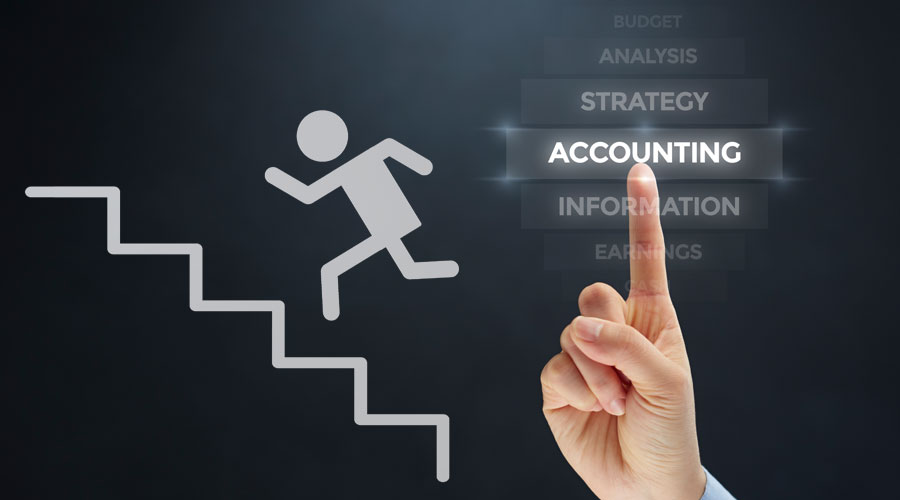 BUDGET
ANALYSIS
STRATEGY
ACCOUNTING
INFORMATION
EARNINGS